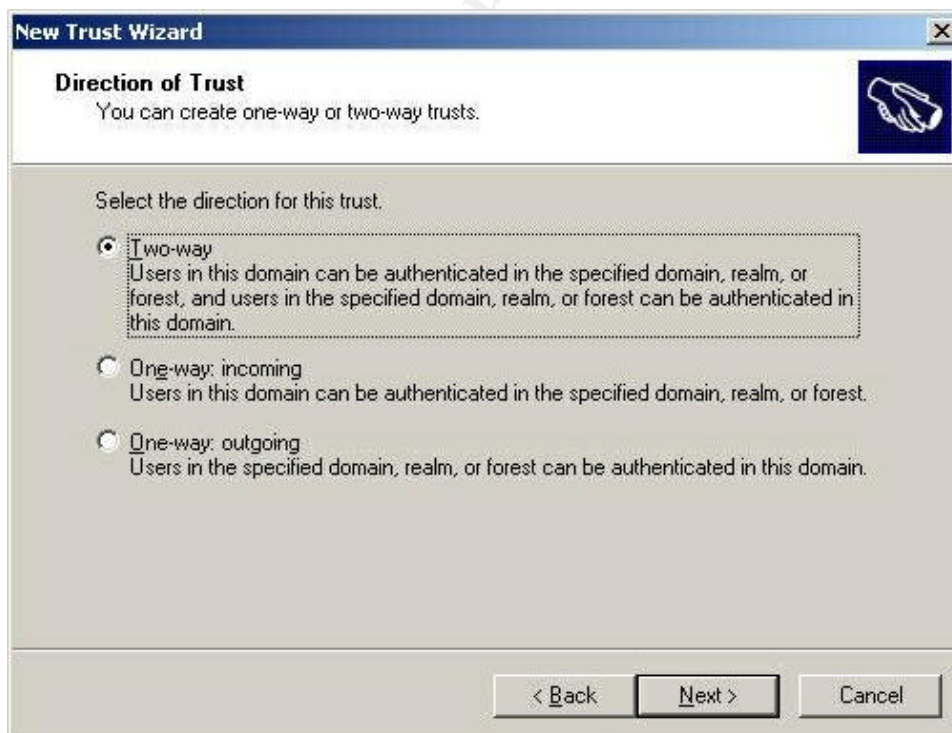 New Trust Wizard
Direction of Trust
You can create one-way or two-way trusts.
Select the direction for this trust.
Two-way
Users in this domain can be authenticated in the specified domain, realm, or
forest, and users in the specified domain, realm, or forest can be authenticated in
this domain.
One-way: incoming
Users in this domain can be authenticated in the specified domain, realm, or forest.
One-way: outgoing
Users in the specified domain, realm, or forest can be authenticated in this domain.
< Back
Next >
Cancel